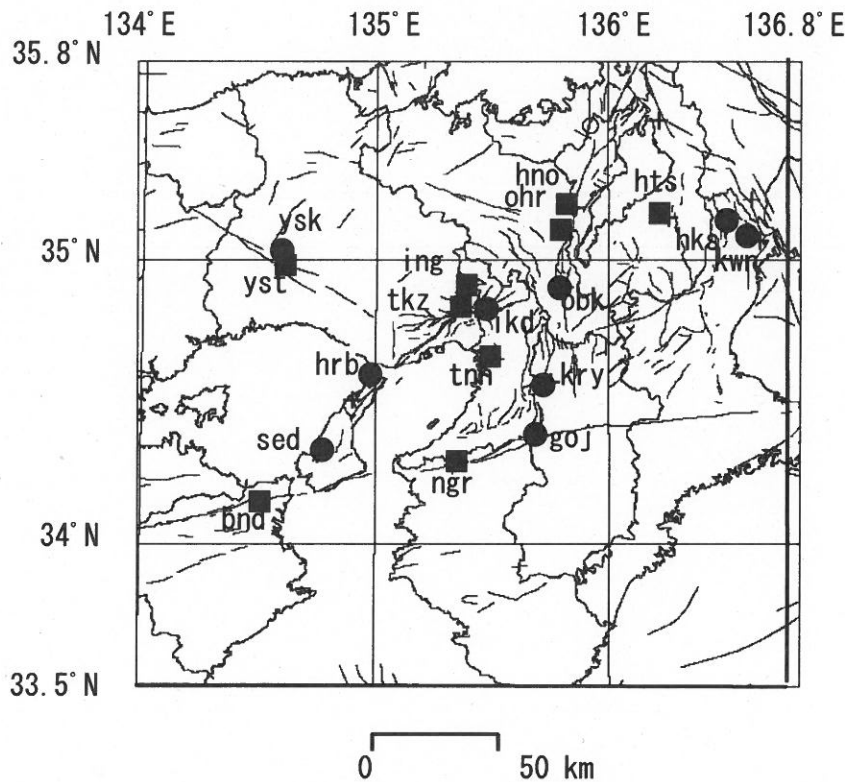 134°E 135°E 136°E 136.8°E
35.8°N
hno
ohr hts
ysk
35°N
hka
kwn
ing
yst
tkz
obk
ikd
hrb
tnn
kry
sed
goj
ngr
bnd
34°N
33.5°N
0 50 km